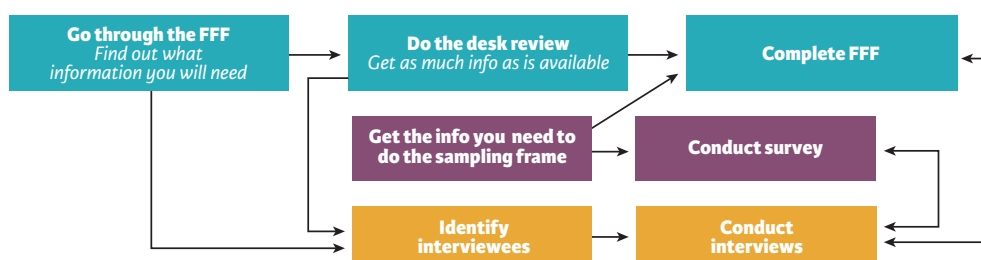 Go through the FFF
Find out what
information you will need
Do the desk review
Get as much info as is available
Complete FFF
Get the info you need to
do the sampling frame
Conduct survey
Identify
interviewees
Conduct
interviews